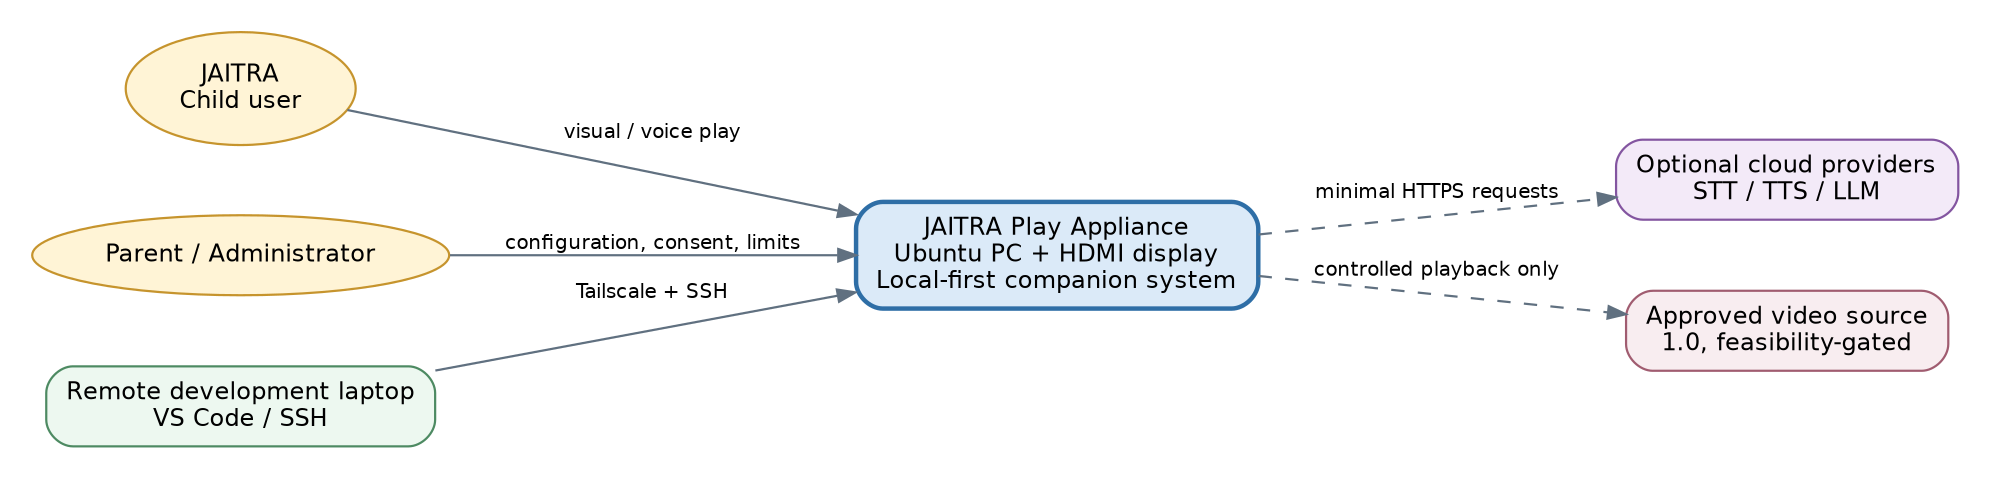 JAITRA
Child user
visual / voice play
Parent / Administrator
configuration, consent, limits
Tailscale + SSH
Remote development laptop
VS Code / SSH
JAITRA Play Appliance
Ubuntu PC + HDMI display
Local-first companion system
minimal HTTPS requests
controlled playback only
Optional cloud providers
STT / TTS / LLM
Approved video source
1.0, feasibility-gated